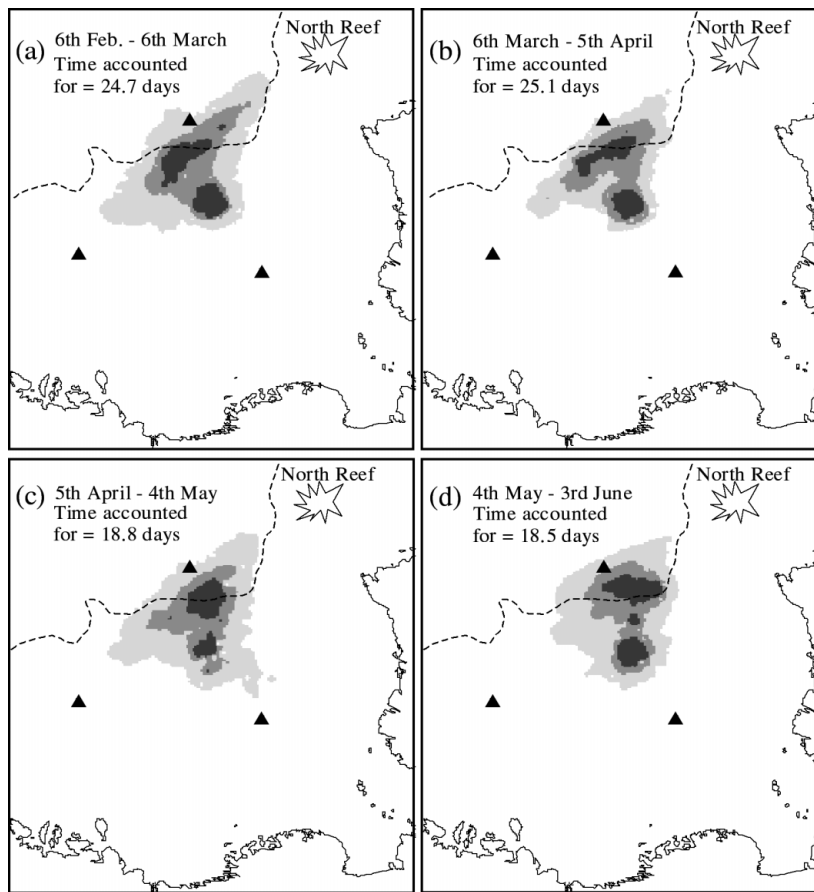 (a) 6th Feb. - 6th March
Time accounted
for = 24.7 days
North Reef
(b) 6th March - 5th April
Time accounted
for = 25.1 days
North Reef
(c) 5th April - 4th May
Time accounted
for = 18.8 days
North Reef
(d) 4th May - 3rd June
Time accounted
for = 18.5 days
North Reef